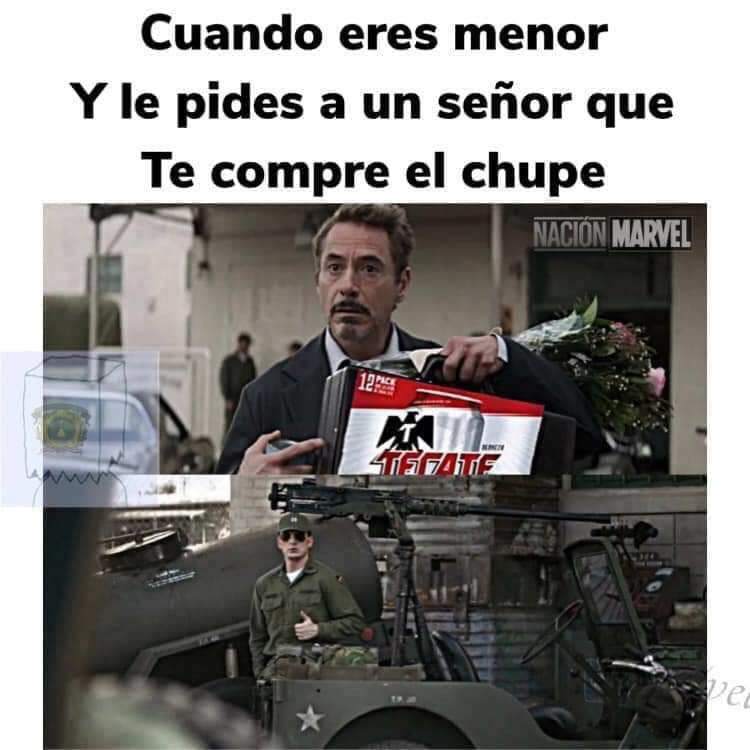 Cuando eres menor
Y le pides a un señor que
Te compre el chupe
NACIÓN MARVEL
12 PACK
TECATE